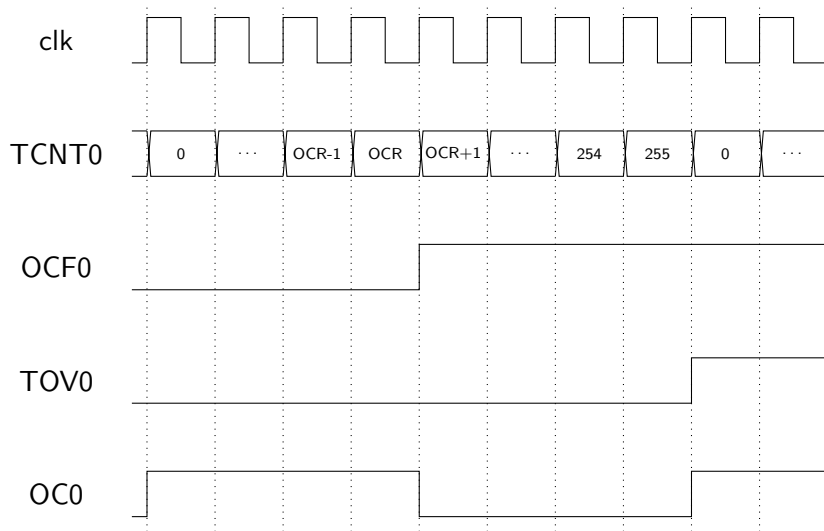 clk
TCNT0 0 ··· OCR-1 OCR OCR+1 ··· 254 255 0 ···
OCF0
TOV0
OC0